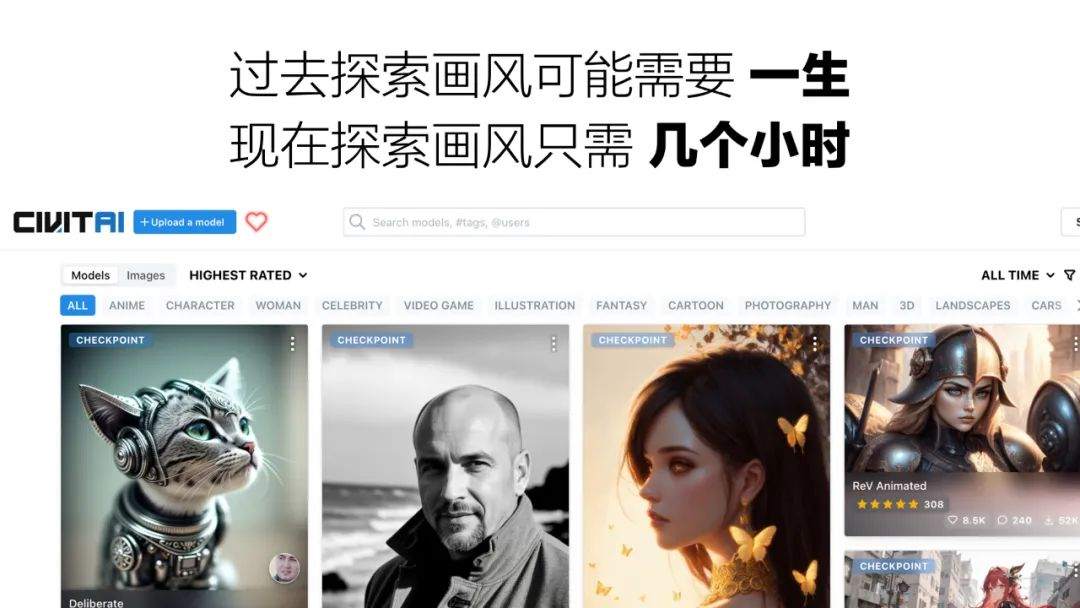 过去探索画风可能需要 一生
现在探索画风只需 几个小时
CIVITAI
+ Upload a model
Search models, #tags, @users
Models
Images
HIGHEST RATED
ALL TIME
ALL
ANIME
CHARACTER
WOMAN
CELEBRITY
VIDEO GAME
ILLUSTRATION
FANTASY
CARTOON
PHOTOGRAPHY
MAN
3D
LANDSCAPES
CARS
CHECKPOINT
CHECKPOINT
CHECKPOINT
CHECKPOINT
ReV Animated
308
8.5K
240
52K
CHECKPOINT
Deliberate